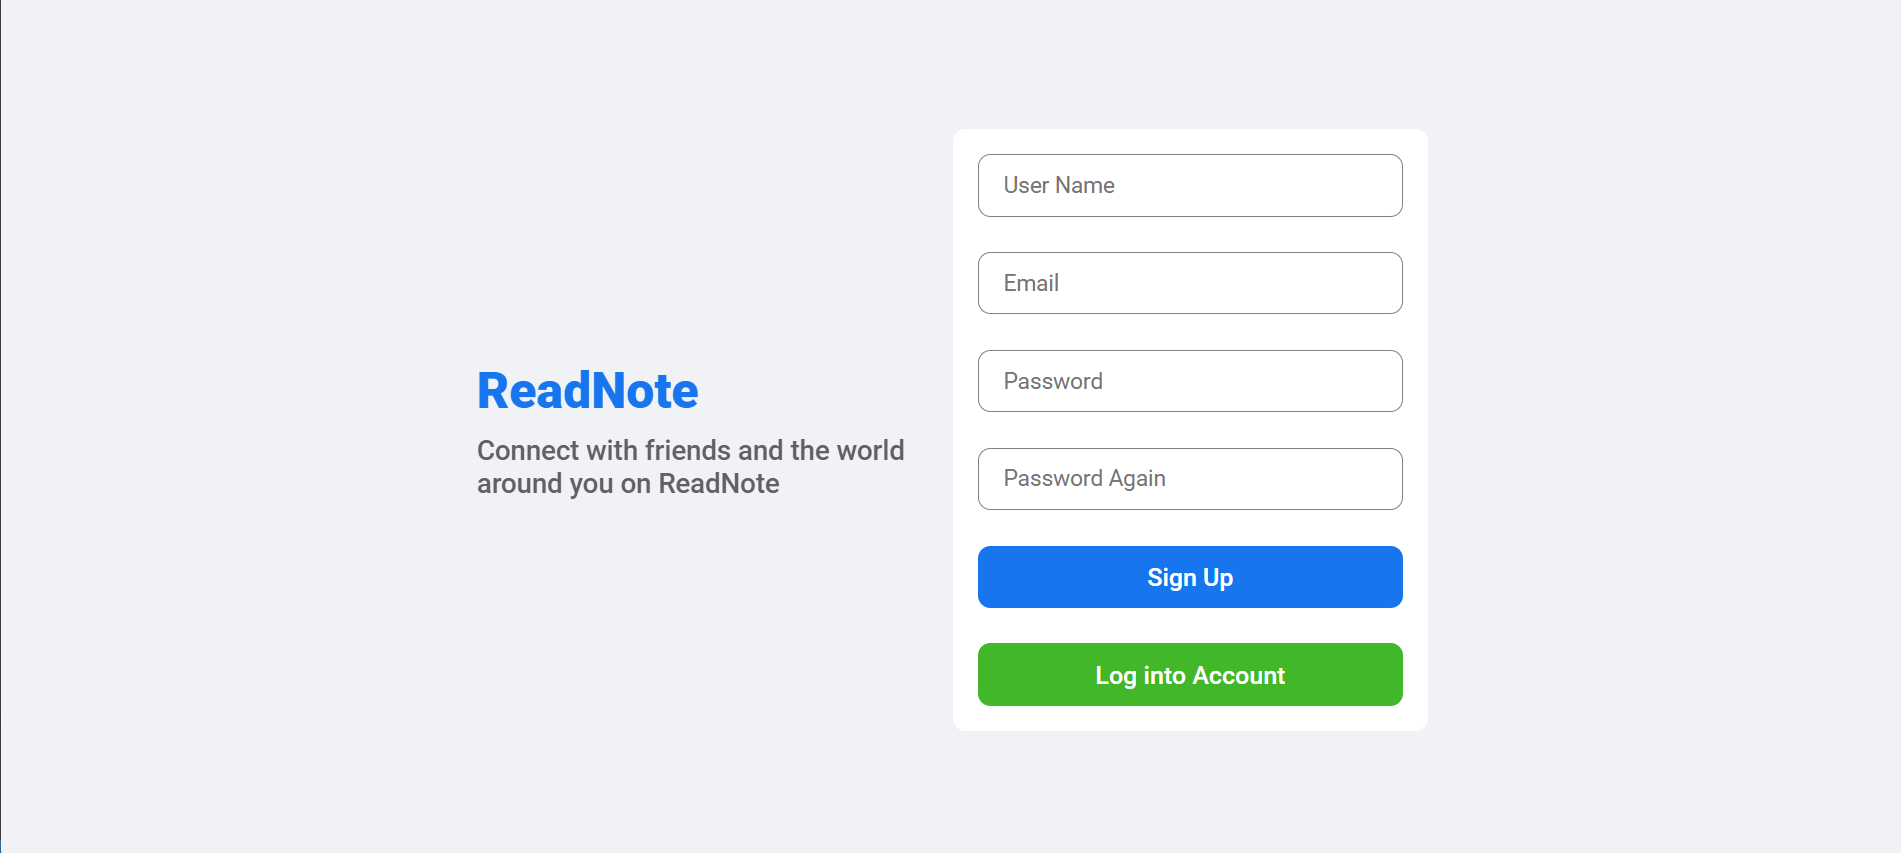 ReadNote
Connect with friends and the world
around you on ReadNote
User Name
Email
Password
Password Again
Sign Up
Log into Account